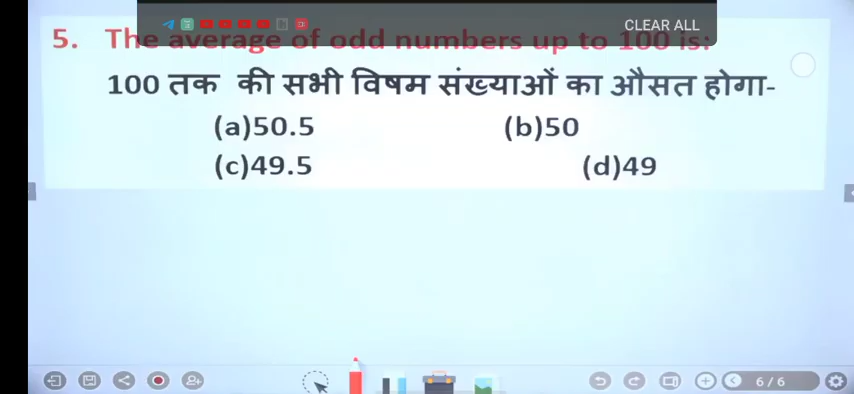 CLEAR ALL
5. The average of odd numbers up to 100 is:
100 तक की सभी विषम संख्याओं का औसत होगा-
(a)50.5 (b)50
(c)49.5 (d)49
6 / 6